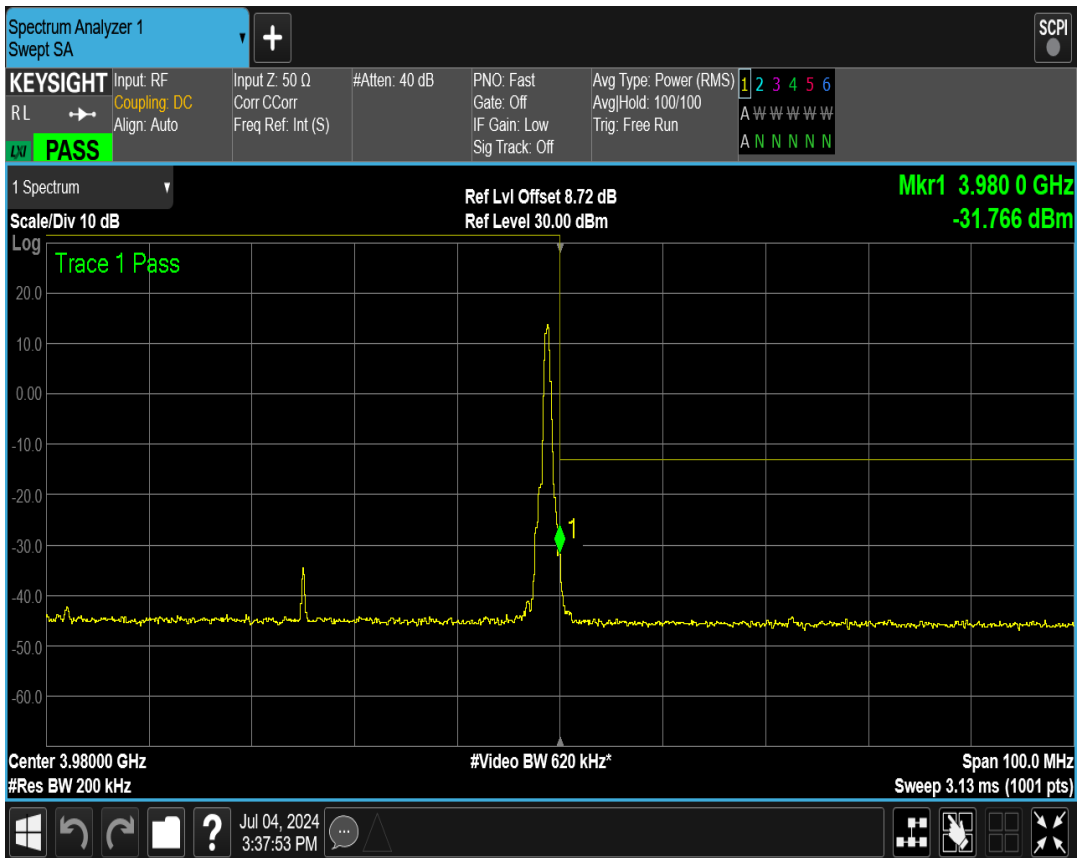 Spectrum Analyzer 1
Swept SA
+
SCPI
KEYSIGHT
RL
LXI PASS
Input: RF
Coupling: DC
Align: Auto
Input Z: 50 Ω
Corr CCorr
Freq Ref: Int (S)
#Atten: 40 dB
PNO: Fast
Gate: Off
IF Gain: Low
Sig Track: Off
Avg Type: Power (RMS)
Avg|Hold: 100/100
Trig: Free Run
1 2 3 4 5 6
A W W W W W
A N N N N N
1 Spectrum
Scale/Div 10 dB
Ref Lvl Offset 8.72 dB
Ref Level 30.00 dBm
Mkr1 3.980 0 GHz
-31.766 dBm
Log
Trace 1 Pass
20.0
10.0
0.00
-10.0
-20.0
1
-30.0
-40.0
-50.0
-60.0
Center 3.98000 GHz
#Res BW 200 kHz
#Video BW 620 kHz*
Span 100.0 MHz
Sweep 3.13 ms (1001 pts)
?
Jul 04, 2024
3:37:53 PM